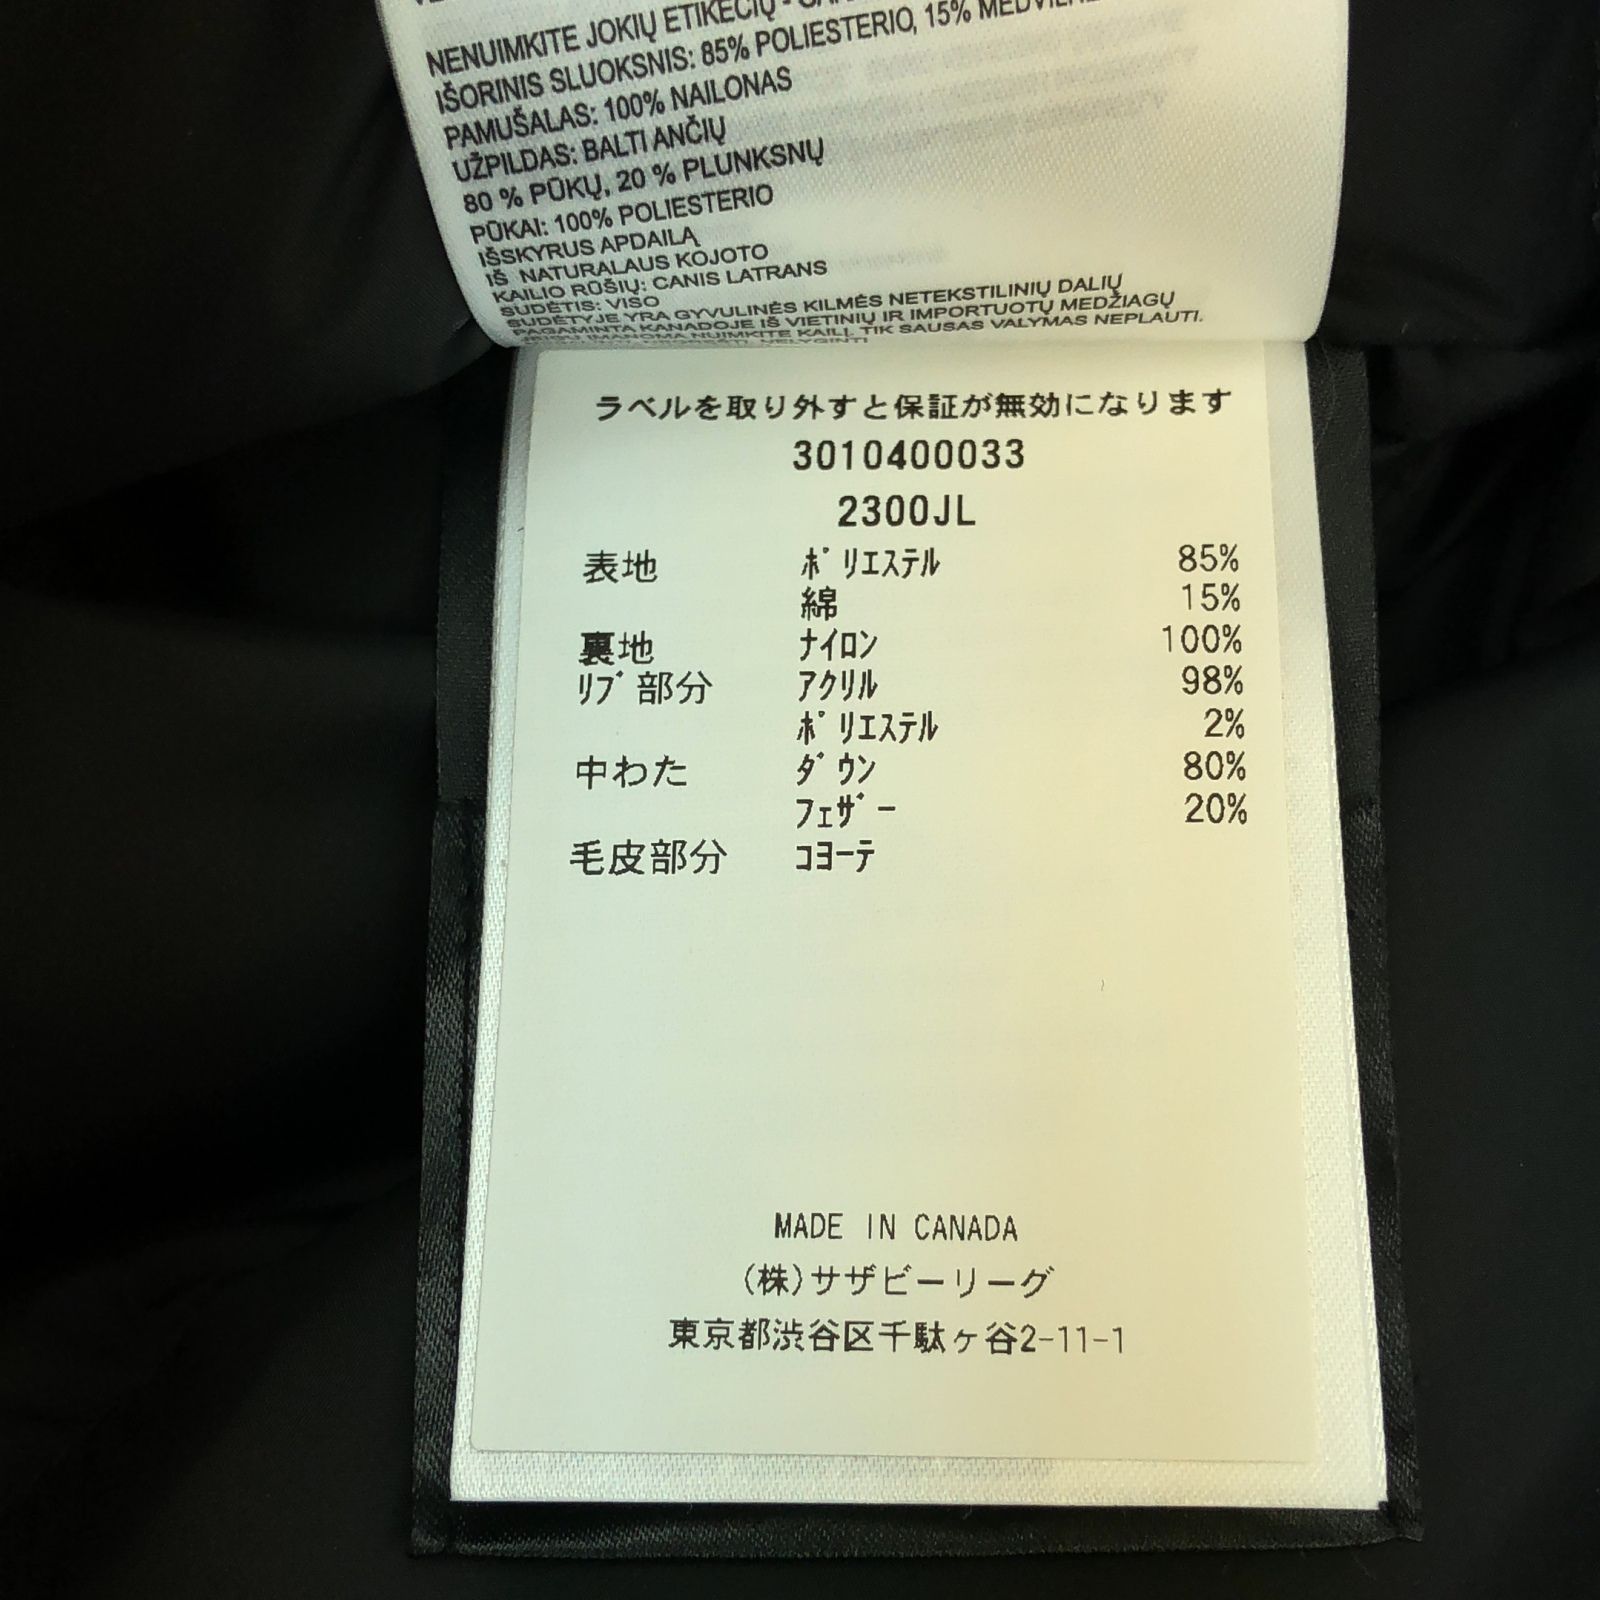 NENUIMKITE JOKIŲ ETIKEČIŲ -
IŠORINIS SLUOKSNIS: 85% POLIESTERIO, 15%
PAMUŠALAS: 100% NAILONAS
UŽPILDAS: BALTI ANČIŲ
80 % PŪKŲ, 20 % PLUNKSNŲ
PŪKAI: 100% POLIESTERIO
IŠSKYRUS APDAILĄ
IŠ NATURALAUS KOJOTO
KAILIO RŪŠIŲ: CANIS LATRANS
SUDĖTIS: VISO
SUDĖTYJE YRA GYVULINĖS KILMĖS NETEKSTILINIŲ DALIŲ
PAGAMINTA KANADOJE IŠ VIETINIŲ IR IMPORTUOTŲ MEDŽIAGŲ
JEIGU ĮMANOMA NUIMKITE KAILĮ. TIK SAUSAS VALYMAS NEPLAUTI.
NELYGINTI
ラベルを取り外すと保証が無効になります
3010400033
2300JL
表地 ﾎﾟﾘｴｽﾃﾙ 85%
綿 15%
裏地 ﾅｲﾛﾝ 100%
ﾘﾌﾞ部分 ｱｸﾘﾙ 98%
ﾎﾟﾘｴｽﾃﾙ 2%
中わた ﾀﾞｳﾝ 80%
ﾌｪｻﾞｰ 20%
毛皮部分 ｺﾖｰﾃ
MADE IN CANADA
(株)サザビーリーグ
東京都渋谷区千駄ヶ谷2-11-1